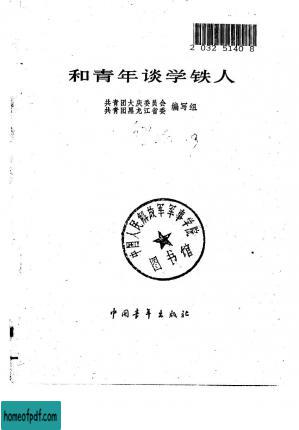 2 032 5140 8
和青年谈学铁人
共青团大庆委员会
共青团黑龙江省委 编写组
中国人民解放军军事学院
图书馆
中国青年出版社
homeofpdf.com